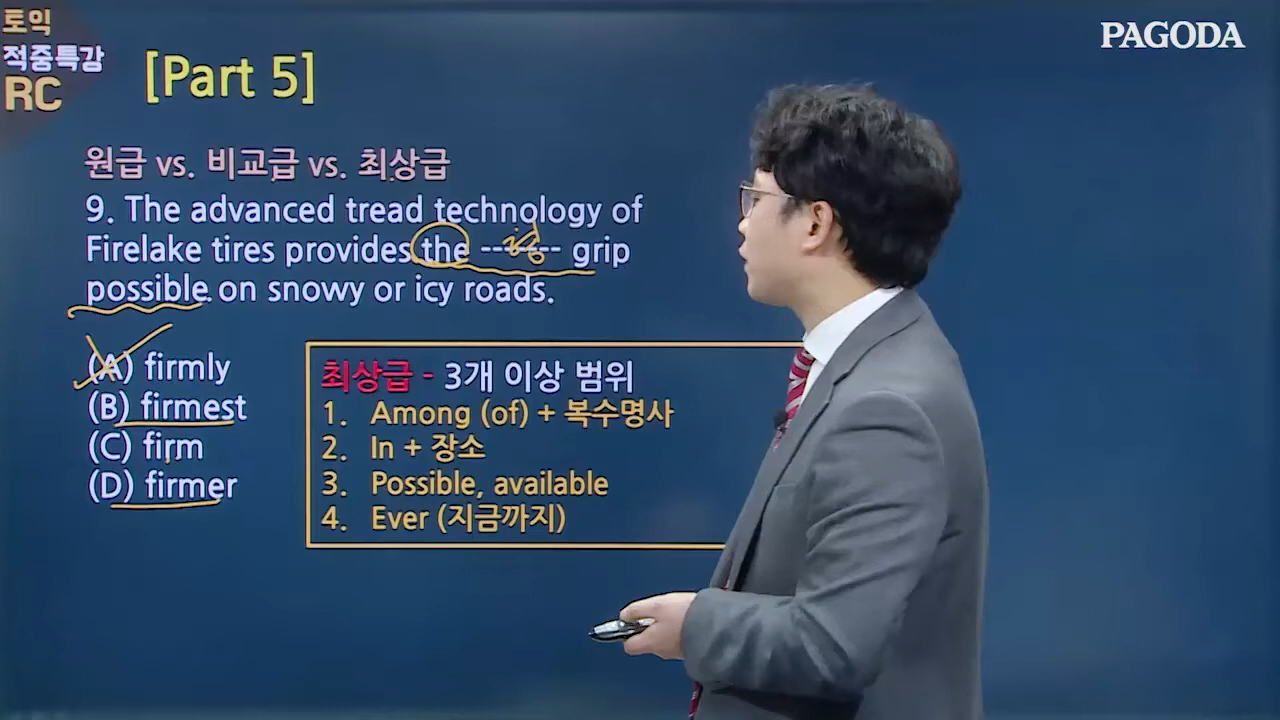 토익
적중특강
RC
[Part 5]
PAGODA
원급 vs. 비교급 vs. 최상급
9. The advanced tread technology of
Firelake tires provides the ------- grip
possible on snowy or icy roads.
형
(A) firmly
(B) firmest
(C) firm
(D) firmer
최상급 - 3개 이상 범위
1. Among (of) + 복수명사
2. In + 장소
3. Possible, available
4. Ever (지금까지)